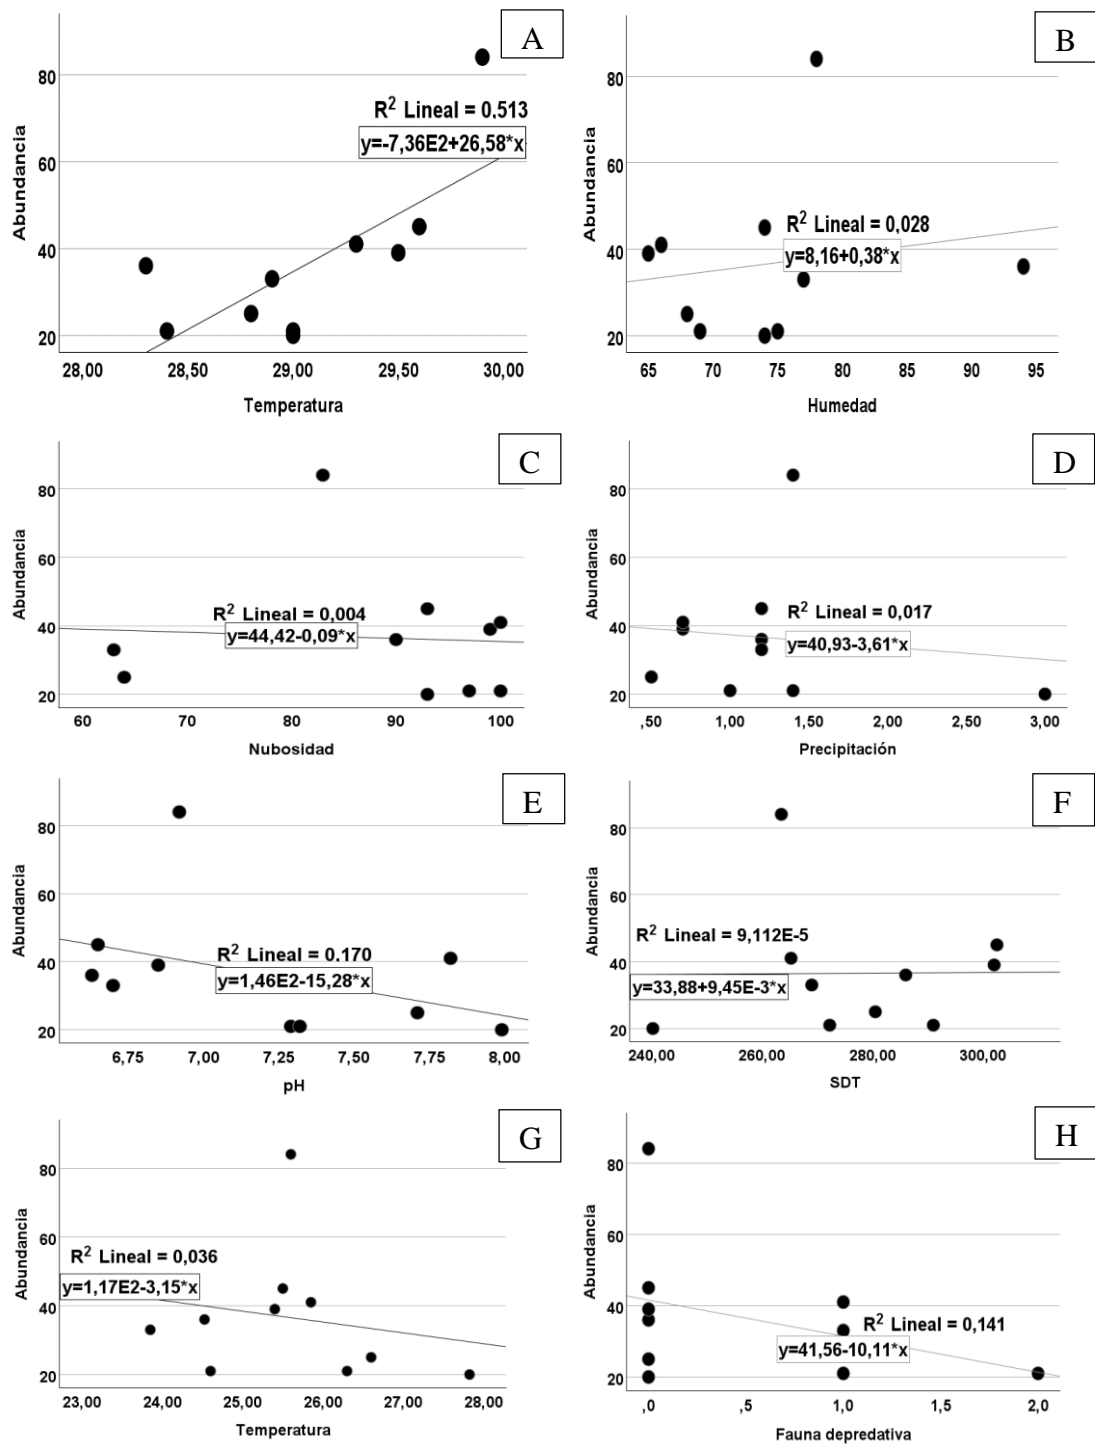 A
Abundancia
80
60
40
20
R² Lineal = 0,513
y=-7,36E2+26,58*x
28,00 28,50 29,00 29,50 30,00
Temperatura
B
Abundancia
80
60
40
20
R² Lineal = 0,028
y=8,16+0,38*x
65 70 75 80 85 90 95
Humedad
C
Abundancia
80
60
40
20
R² Lineal = 0,004
y=44,42-0,09*x
60 70 80 90 100
Nubosidad
D
Abundancia
80
60
40
20
R² Lineal = 0,017
y=40,93-3,61*x
,50 1,00 1,50 2,00 2,50 3,00
Precipitación
E
Abundancia
80
60
40
20
R² Lineal = 0,170
y=1,46E2-15,28*x
6,75 7,00 7,25 7,50 7,75 8,00
pH
F
Abundancia
80
60
40
20
R² Lineal = 9,112E-5
y=33,88+9,45E-3*x
240,00 260,00 280,00 300,00
SDT
G
Abundancia
80
60
40
20
R² Lineal = 0,036
y=1,17E2-3,15*x
23,00 24,00 25,00 26,00 27,00 28,00
Temperatura
H
Abundancia
80
60
40
20
R² Lineal = 0,141
y=41,56-10,11*x
,0 ,5 1,0 1,5 2,0
Fauna depredativa